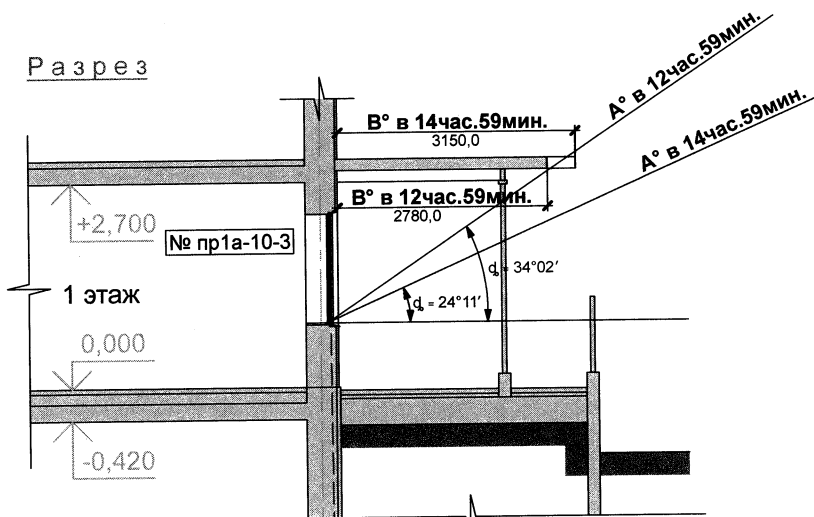 Разрез
А° в 12час.59мин.
В° в 14час.59мин.
3150,0
А° в 14час.59мин.
+2,700
В° в 12час.59мин.
2780,0
№ пр1а-10-3
= 34°02′
1 этаж
= 24°11′
0,000
-0,420